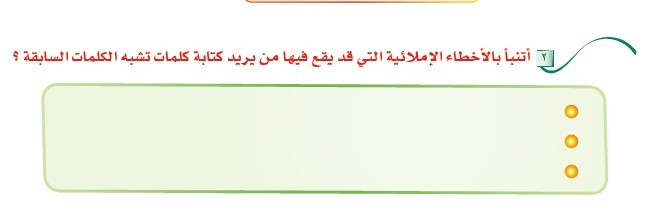 ٢ أتنبأ بالأخطاء الإملائية التي قد يقع فيها من يريد كتابة كلمات تشبه الكلمات السابقة ؟